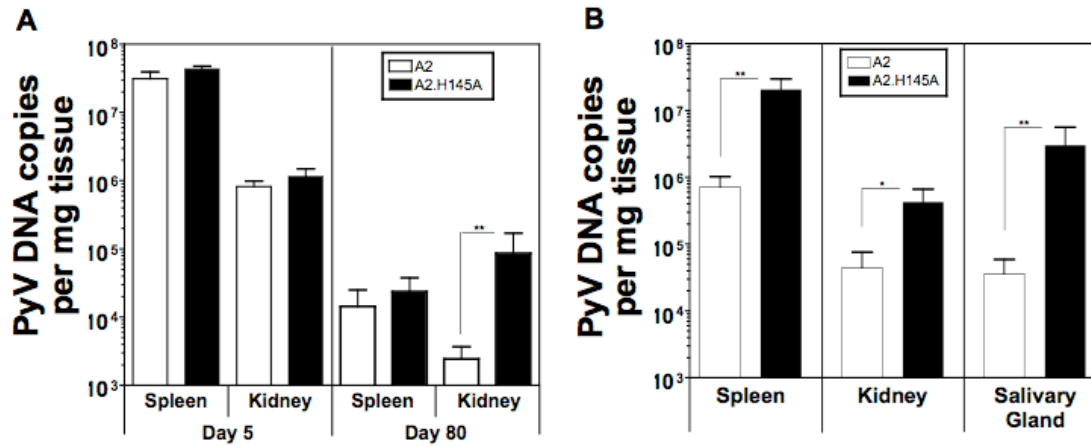 A
PyV DNA copies
per mg tissue
10⁸
10⁷
10⁶
10⁵
10⁴
10³
A2
A2.H145A
**
Spleen Kidney Spleen Kidney
Day 5 Day 80
B
PyV DNA copies
per mg tissue
10⁸
10⁷
10⁶
10⁵
10⁴
10³
A2
A2.H145A
**
*
**
Spleen Kidney Salivary
Gland